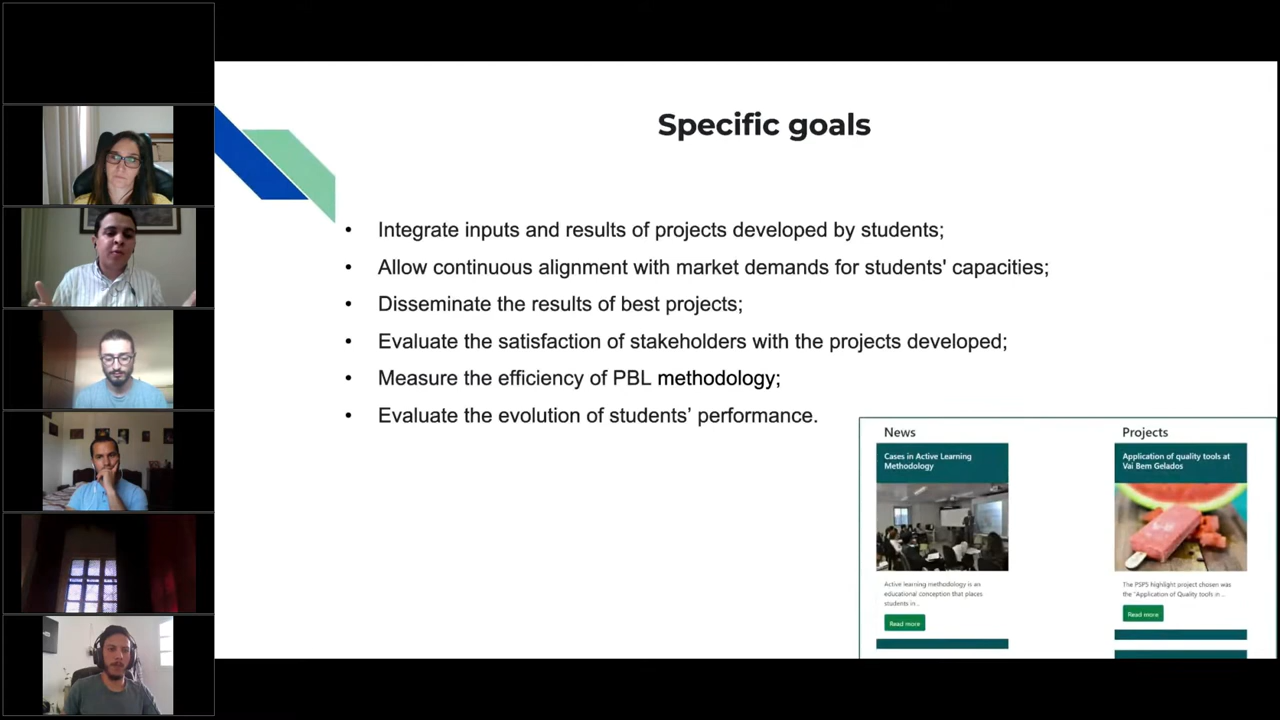 Specific goals
• Integrate inputs and results of projects developed by students;
• Allow continuous alignment with market demands for students' capacities;
• Disseminate the results of best projects;
• Evaluate the satisfaction of stakeholders with the projects developed;
• Measure the efficiency of PBL methodology;
• Evaluate the evolution of students’ performance.
News
Cases in Active Learning
Methodology
Active learning methodology is an
educational conception that places
students in...
Read more
Projects
Application of quality tools at
Vai Bem Gelados
The PSP5 highlight project chosen was
the "Application of Quality tools in ...
Read more